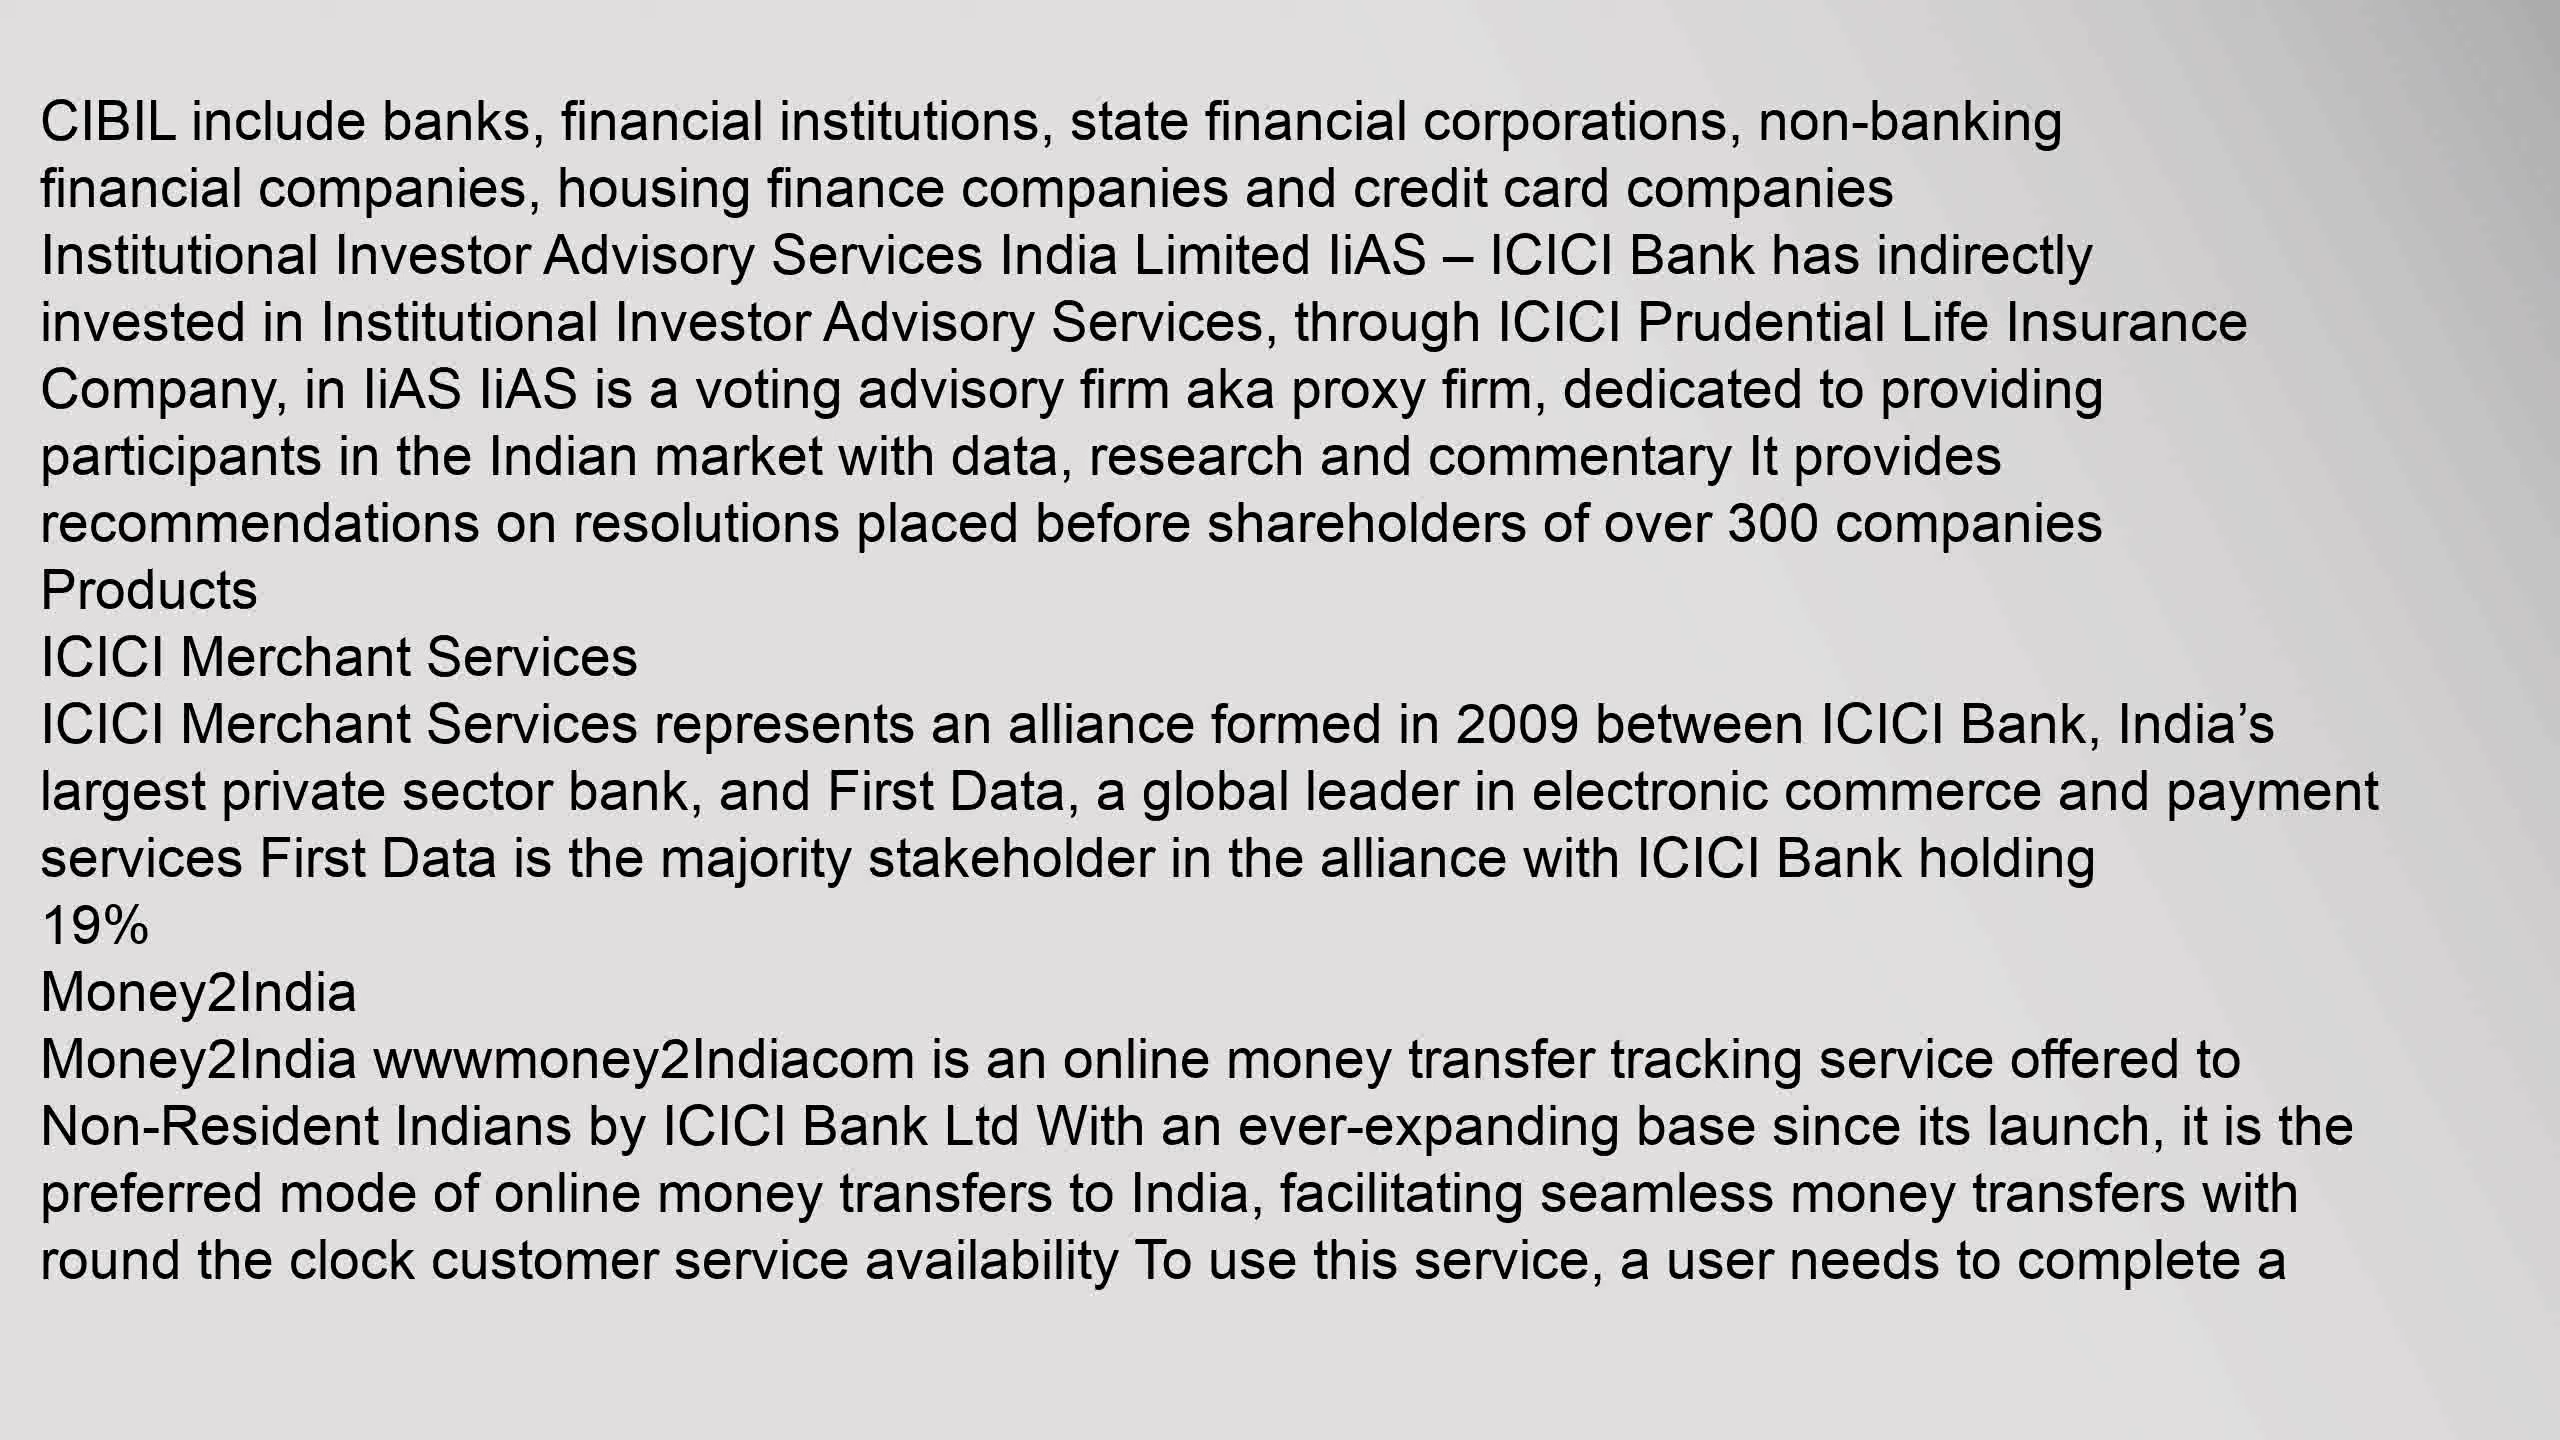 CIBIL include banks, financial institutions, state financial corporations, non-banking
financial companies, housing finance companies and credit card companies
Institutional Investor Advisory Services India Limited IiAS – ICICI Bank has indirectly
invested in Institutional Investor Advisory Services, through ICICI Prudential Life Insurance
Company, in IiAS IiAS is a voting advisory firm aka proxy firm, dedicated to providing
participants in the Indian market with data, research and commentary It provides
recommendations on resolutions placed before shareholders of over 300 companies
Products
ICICI Merchant Services
ICICI Merchant Services represents an alliance formed in 2009 between ICICI Bank, India’s
largest private sector bank, and First Data, a global leader in electronic commerce and payment
services First Data is the majority stakeholder in the alliance with ICICI Bank holding
19%
Money2India
Money2India wwwmoney2Indiacom is an online money transfer tracking service offered to
Non-Resident Indians by ICICI Bank Ltd With an ever-expanding base since its launch, it is the
preferred mode of online money transfers to India, facilitating seamless money transfers with
round the clock customer service availability To use this service, a user needs to complete a